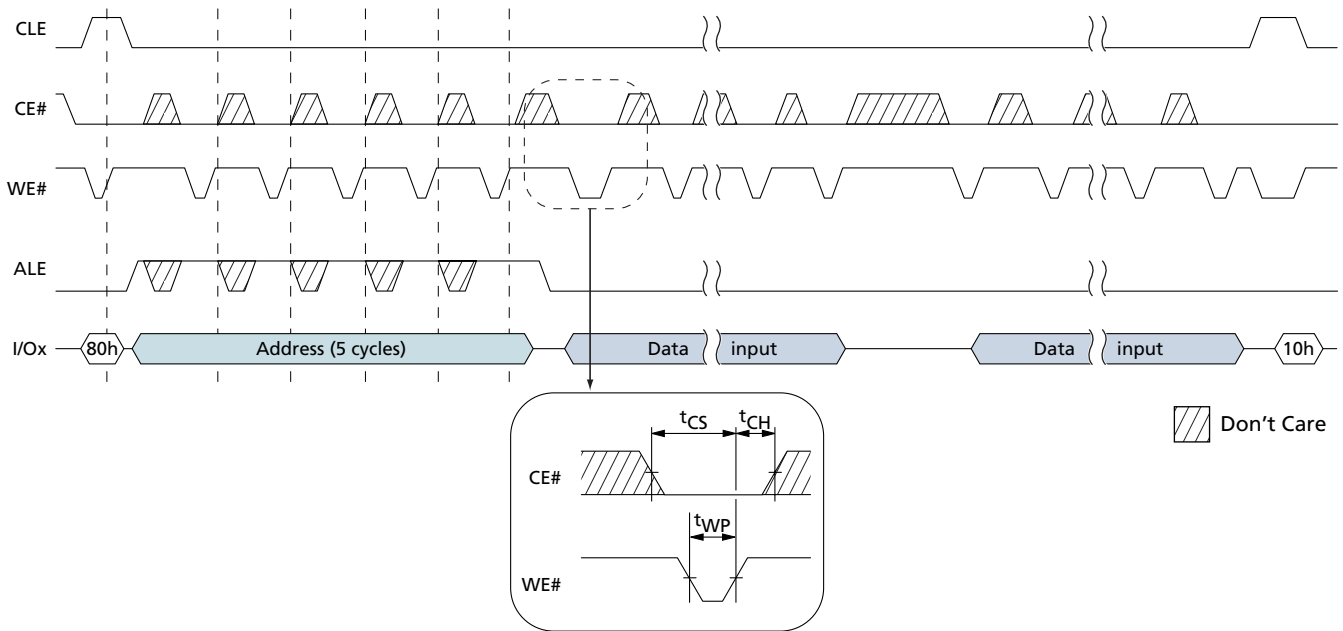 CLE
CE#
WE#
ALE
I/Ox 80h Address (5 cycles) Data input Data input 10h
tCS tCH
Don't Care
CE#
tWP
WE#